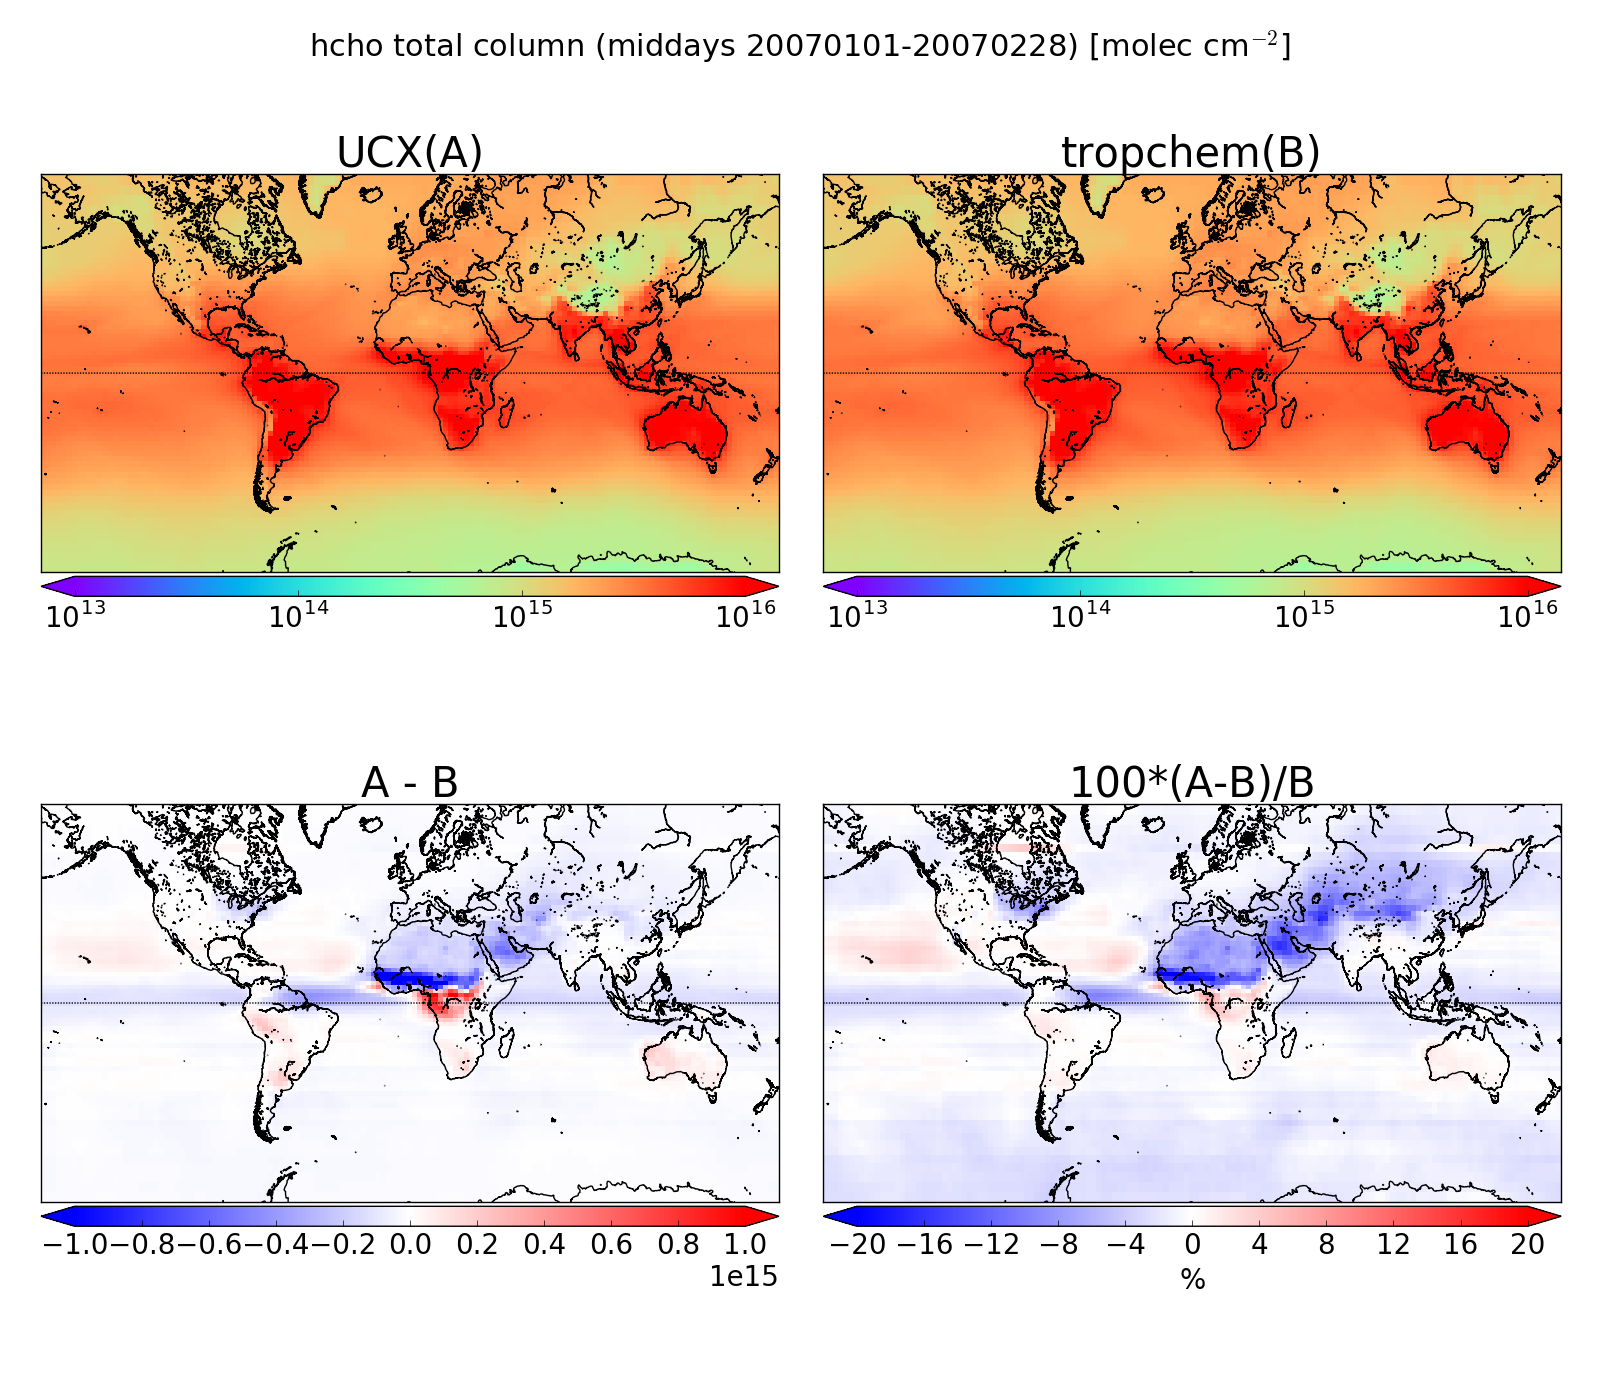 hcho total column (middays 20070101-20070228) [molec cm⁻²]
UCX(A)
tropchem(B)
10¹³ 10¹⁴ 10¹⁵ 10¹⁶
10¹³ 10¹⁴ 10¹⁵ 10¹⁶
A - B
100*(A-B)/B
−1.0 −0.8 −0.6 −0.4 −0.2 0.0 0.2 0.4 0.6 0.8 1.0
1e15
−20 −16 −12 −8 −4 0 4 8 12 16 20
%